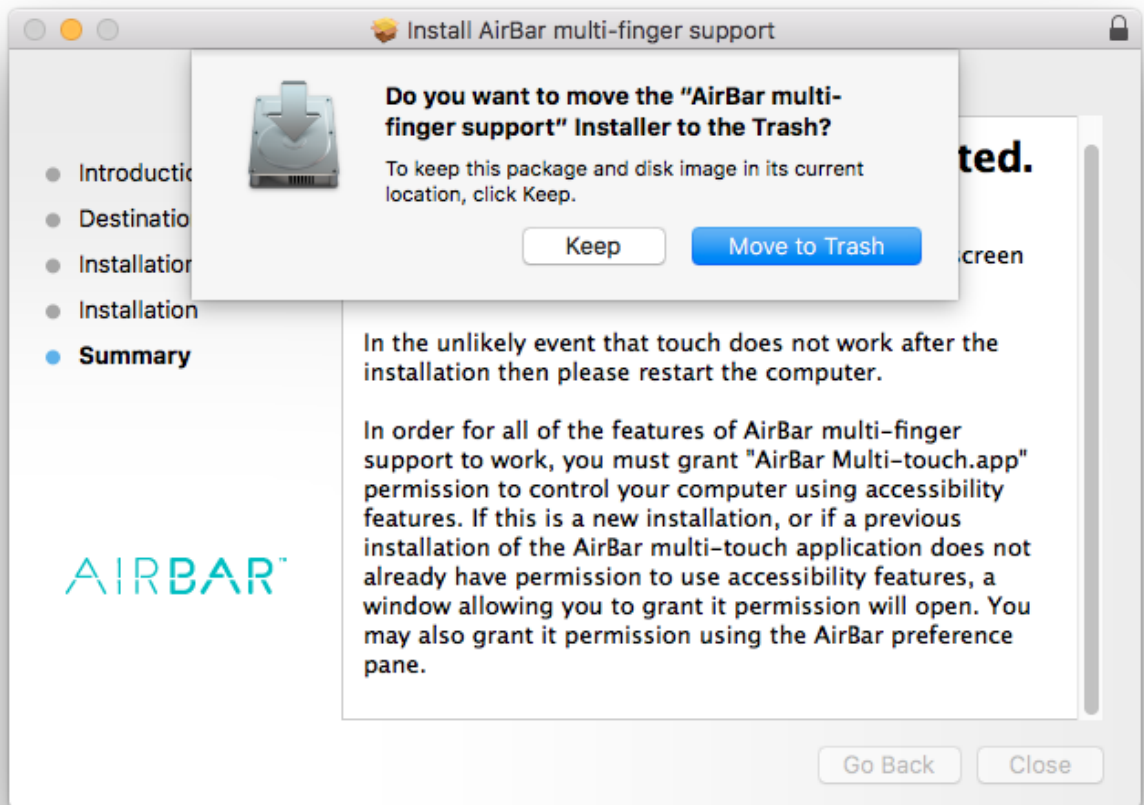 Install AirBar multi-finger support
Do you want to move the “AirBar multi-
finger support” Installer to the Trash?
To keep this package and disk image in its current
location, click Keep.
Keep
Move to Trash
Introductic
Destinatio
Installation
Installation
Summary
ted.
screen
In the unlikely event that touch does not work after the
installation then please restart the computer.
In order for all of the features of AirBar multi-finger
support to work, you must grant "AirBar Multi-touch.app"
permission to control your computer using accessibility
features. If this is a new installation, or if a previous
installation of the AirBar multi-touch application does not
already have permission to use accessibility features, a
window allowing you to grant it permission will open. You
may also grant it permission using the AirBar preference
pane.
AIRBAR™
Go Back
Close